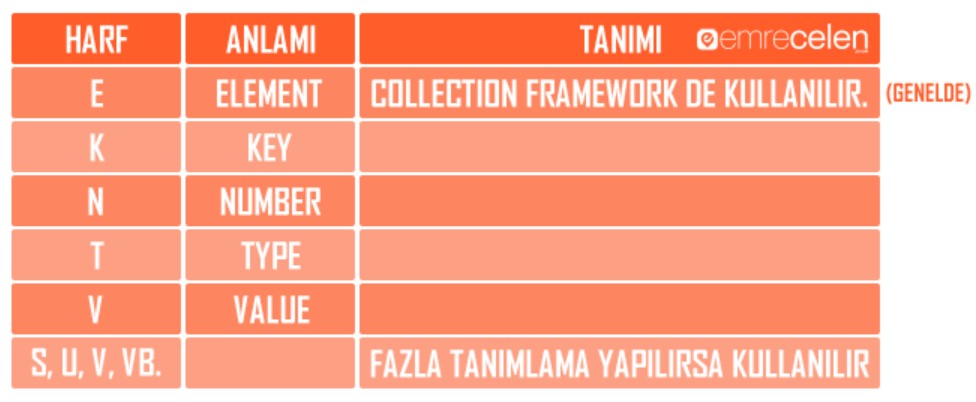 HARF ANLAMI TANIMI emrecelen
E ELEMENT COLLECTION FRAMEWORK DE KULLANILIR. (GENELDE)
K KEY
N NUMBER
T TYPE
V VALUE
S, U, V, VB. FAZLA TANIMLAMA YAPILIRSA KULLANILIR